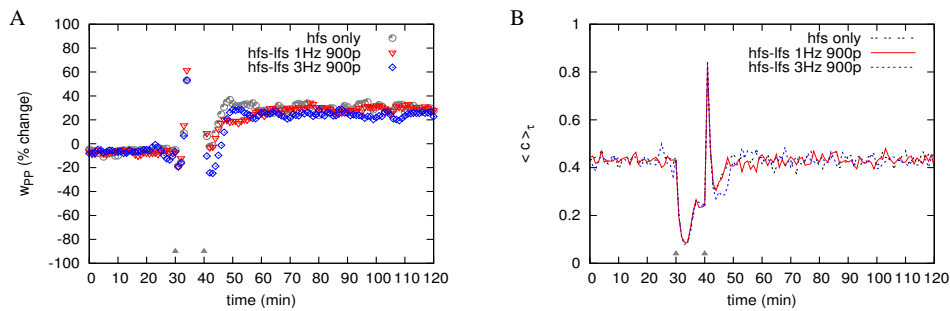 A
w_PP (% change)
100
80
60
40
20
0
-20
-40
-60
-80
-100
hfs only
hfs-lfs 1Hz 900p
hfs-lfs 3Hz 900p
0 10 20 30 40 50 60 70 80 90 100 110 120
time (min)
B
< c >_τ
1
0.8
0.6
0.4
0.2
0
hfs only
hfs-lfs 1Hz 900p
hfs-lfs 3Hz 900p
0 10 20 30 40 50 60 70 80 90 100 110 120
time (min)